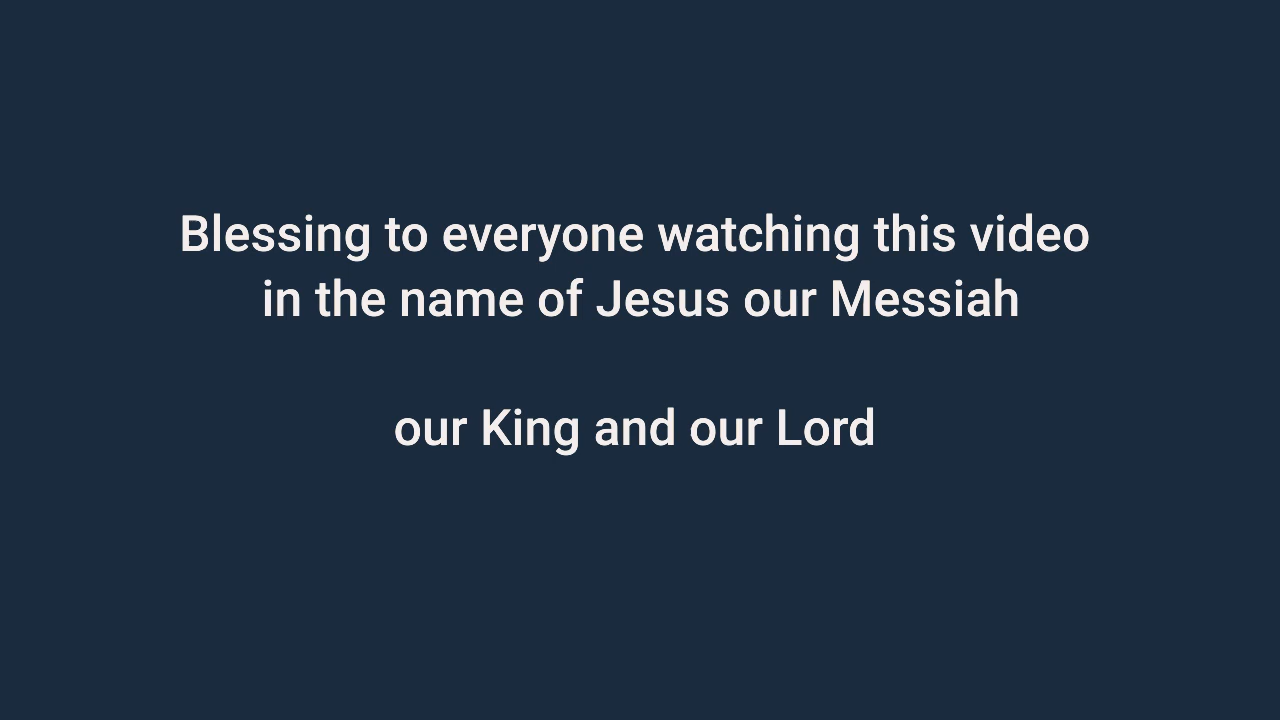 Blessing to everyone watching this video
in the name of Jesus our Messiah
our King and our Lord